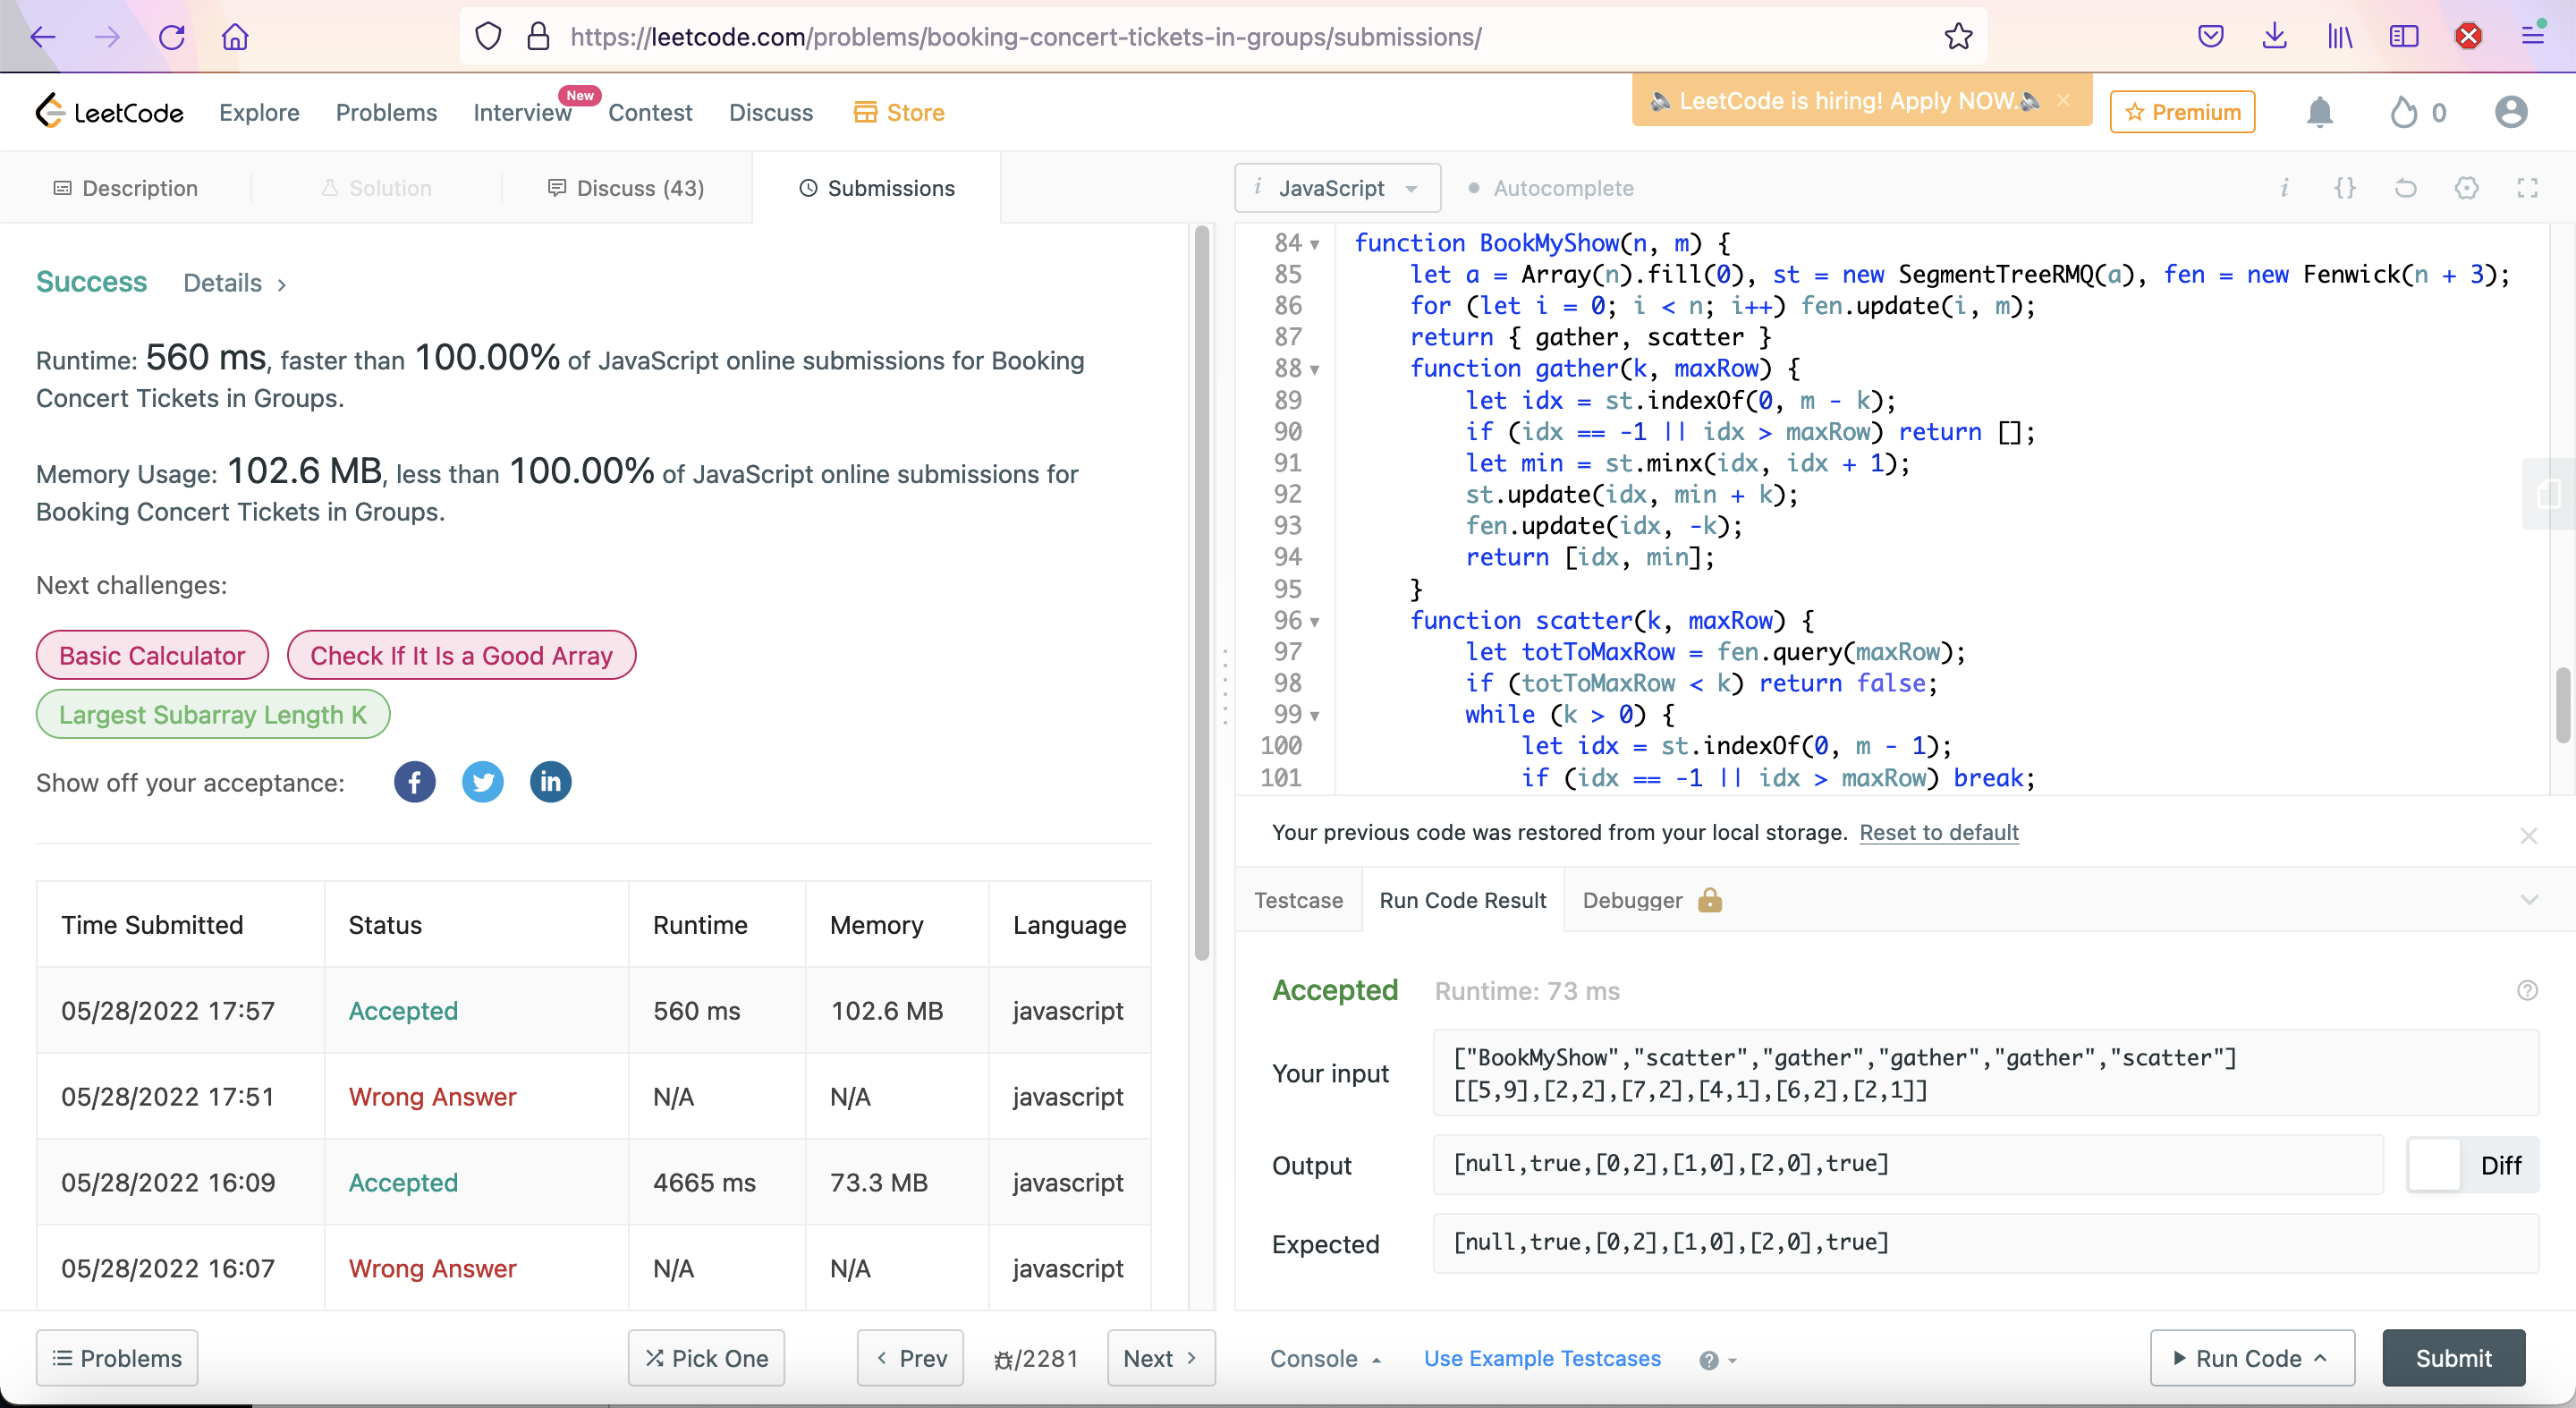 https://leetcode.com/problems/booking-concert-tickets-in-groups/submissions/
LeetCode
Explore
Problems
Interview
New
Contest
Discuss
Store
LeetCode is hiring! Apply NOW.
Premium
0
Description
Solution
Discuss (43)
Submissions
Success
Details
Runtime: 560 ms, faster than 100.00% of JavaScript online submissions for Booking
Concert Tickets in Groups.
Memory Usage: 102.6 MB, less than 100.00% of JavaScript online submissions for
Booking Concert Tickets in Groups.
Next challenges:
Basic Calculator
Check If It Is a Good Array
Largest Subarray Length K
Show off your acceptance:
Time Submitted Status Runtime Memory Language
05/28/2022 17:57 Accepted 560 ms 102.6 MB javascript
05/28/2022 17:51 Wrong Answer N/A N/A javascript
05/28/2022 16:09 Accepted 4665 ms 73.3 MB javascript
05/28/2022 16:07 Wrong Answer N/A N/A javascript
Problems
Pick One
Prev
/2281
Next
i JavaScript
Autocomplete
84 function BookMyShow(n, m) {
85 let a = Array(n).fill(0), st = new SegmentTreeRMQ(a), fen = new Fenwick(n + 3);
86 for (let i = 0; i < n; i++) fen.update(i, m);
87 return { gather, scatter }
88 function gather(k, maxRow) {
89 let idx = st.indexOf(0, m - k);
90 if (idx == -1 || idx > maxRow) return [];
91 let min = st.minx(idx, idx + 1);
92 st.update(idx, min + k);
93 fen.update(idx, -k);
94 return [idx, min];
95 }
96 function scatter(k, maxRow) {
97 let totToMaxRow = fen.query(maxRow);
98 if (totToMaxRow < k) return false;
99 while (k > 0) {
100 let idx = st.indexOf(0, m - 1);
101 if (idx == -1 || idx > maxRow) break;
Your previous code was restored from your local storage. Reset to default
Testcase
Run Code Result
Debugger
Accepted
Runtime: 73 ms
Your input
["BookMyShow","scatter","gather","gather","gather","scatter"]
[[5,9],[2,2],[7,2],[4,1],[6,2],[2,1]]
Output
[null,true,[0,2],[1,0],[2,0],true]
Diff
Expected
[null,true,[0,2],[1,0],[2,0],true]
Console
Use Example Testcases
Run Code
Submit